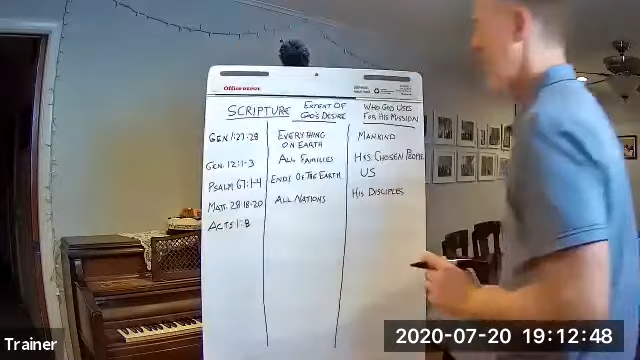 Office DEPOT
SCRIPTURE
EXTENT OF
GOD'S DESIRE
WHO GOD USES
FOR HIS MISSION
GEN 1:27-28
EVERYTHING
ON EARTH
MANKIND
GEN. 12:1-3
ALL FAMILIES
HIS CHOSEN PEOPLE
PSALM 67:1-4
ENDS OF THE EARTH
US
MATT. 28:18-20
ALL NATIONS
HIS DISCIPLES
ACTS 1:8
Trainer
2020-07-20 19:12:48